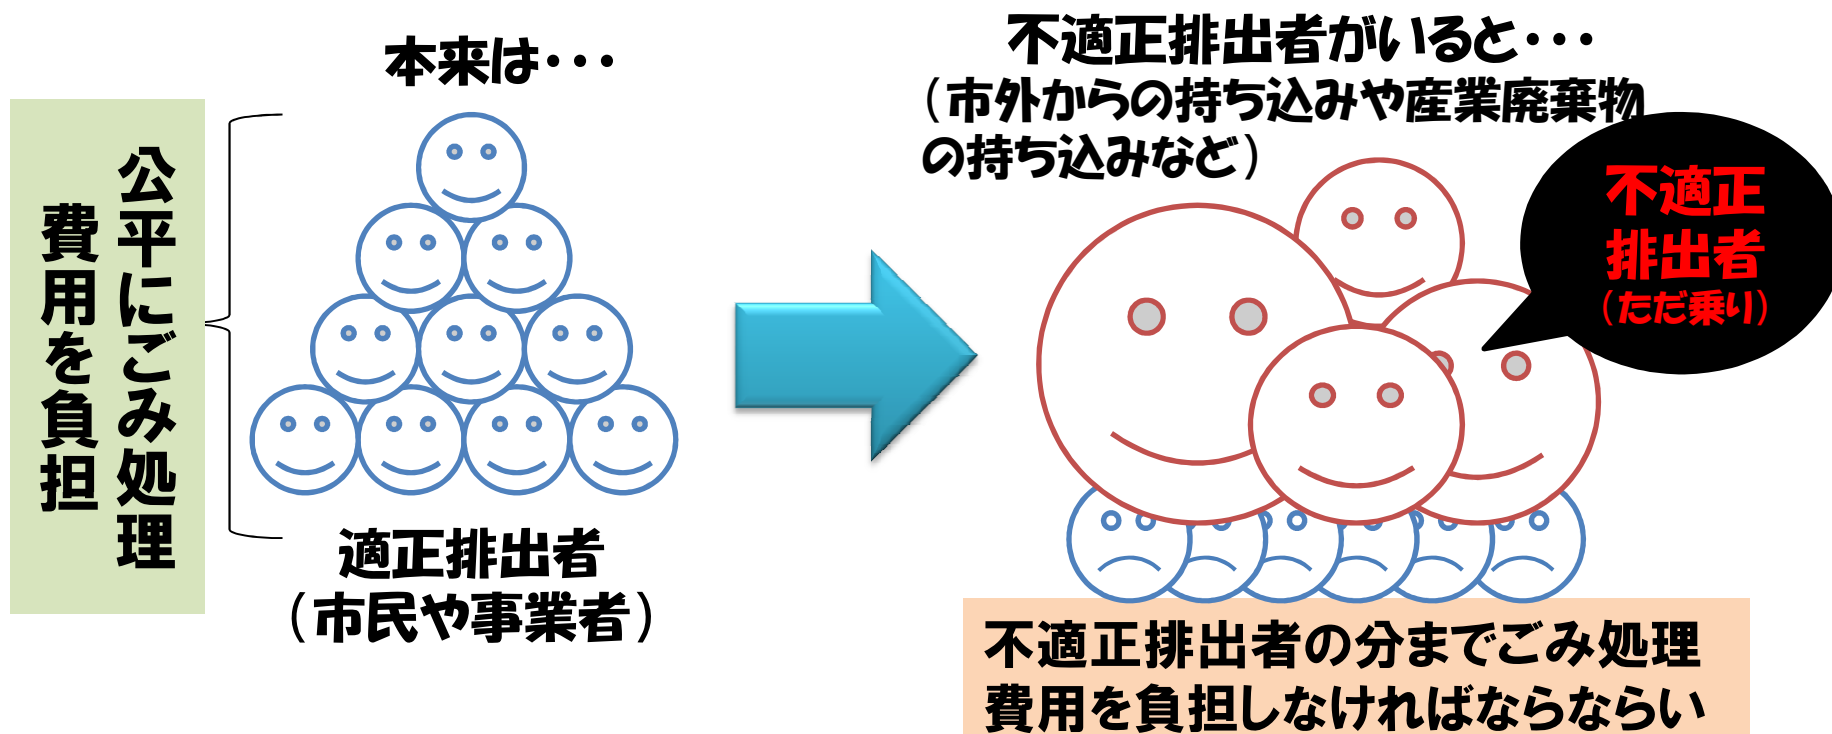 本来は・・・
公平にごみ処理
費用を負担
適正排出者
（市民や事業者）
不適正排出者がいると・・・
（市外からの持ち込みや産業廃棄物
の持ち込みなど）
不適正
排出者
（ただ乗り）
不適正排出者の分までごみ処理
費用を負担しなければならならい